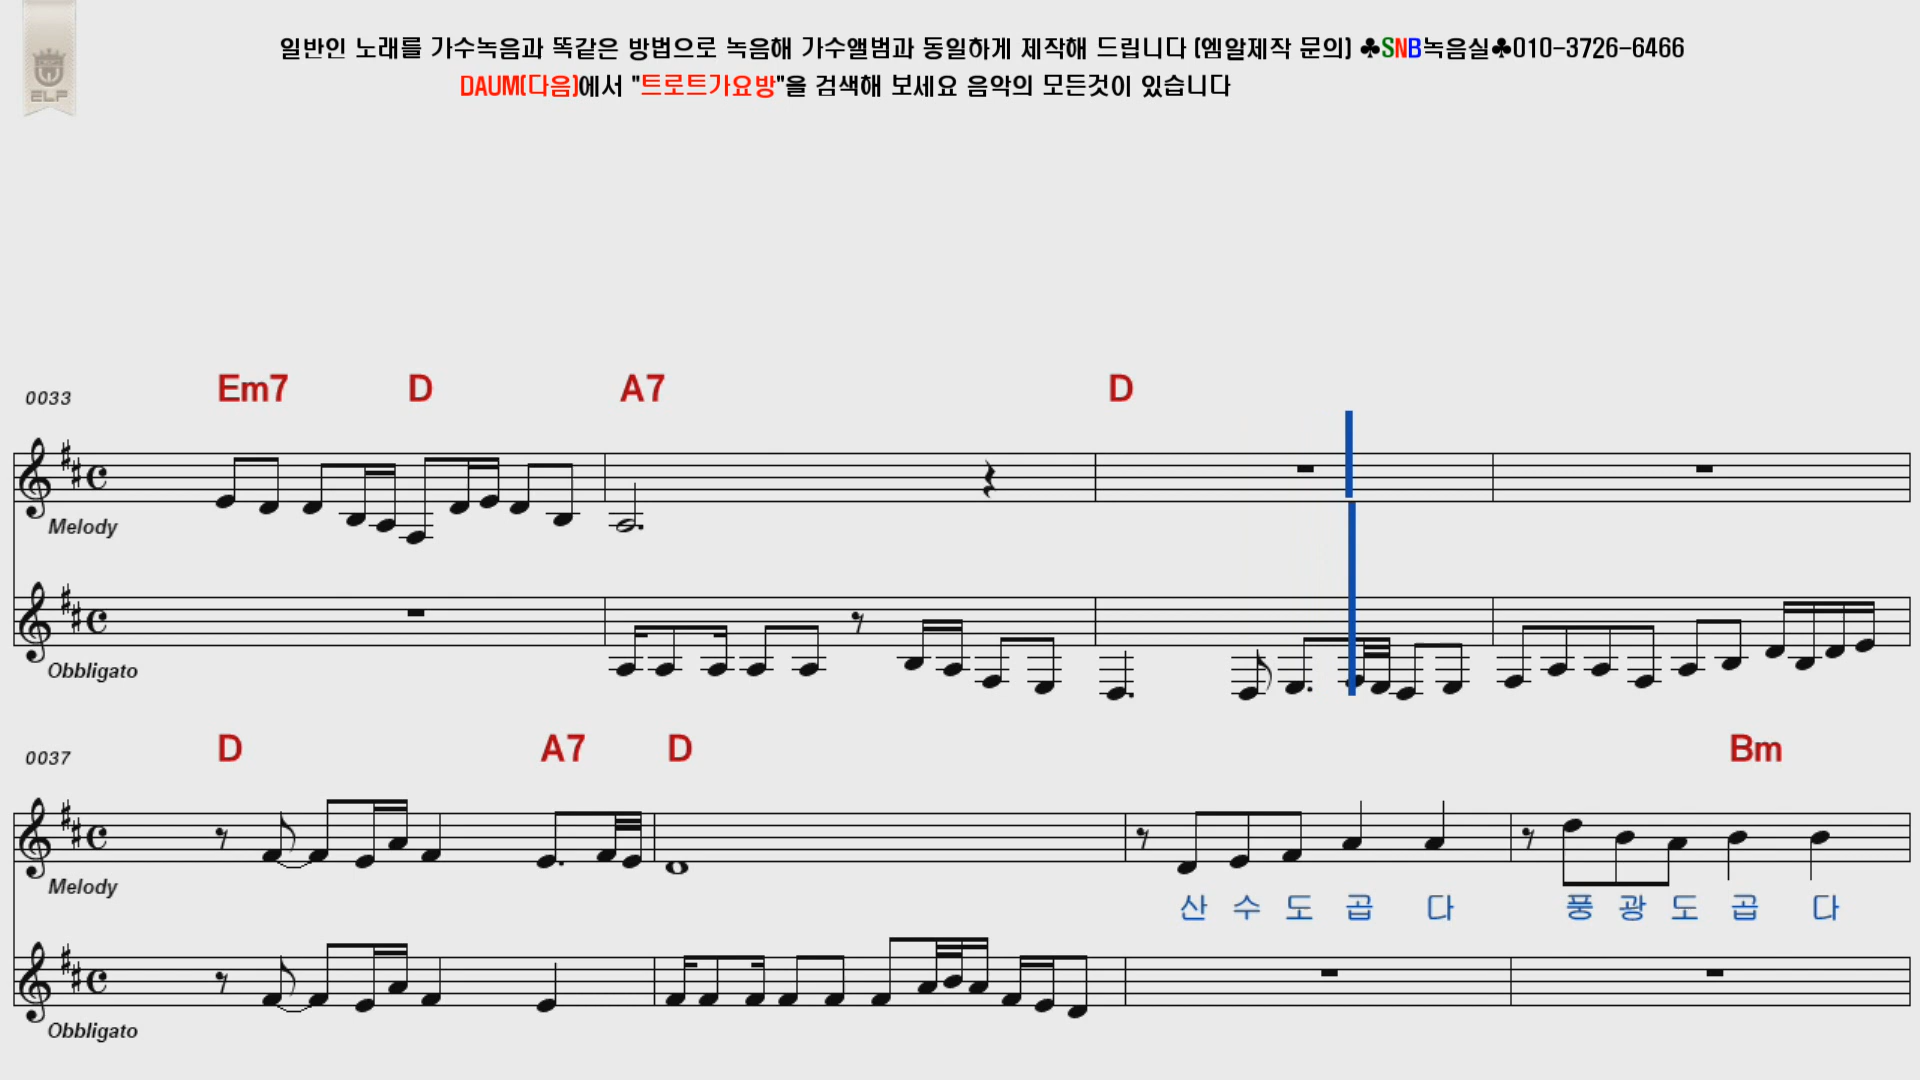 일반인 노래를 가수녹음과 똑같은 방법으로 녹음해 가수앨범과 동일하게 제작해 드립니다 (엠알제작 문의) ♣SNB녹음실♣010-3726-6466
DAUM(다음)에서 "트로트가요방"을 검색해 보세요 음악의 모든것이 있습니다
ELF
0033 Em7 D A7 D
Melody
Obbligato
0037 D A7 D Bm
Melody
산 수 도 곱 다 풍 광 도 곱 다
Obbligato